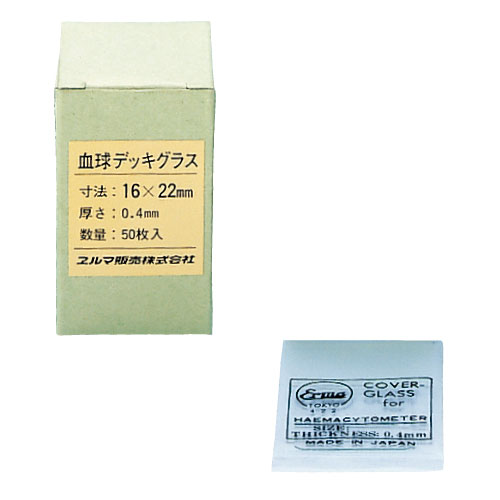 血球デッキグラス
寸法：16×22mm
厚さ：0.4mm
数量：50枚入
ヱルマ販売株式会社
Erma
TOKYO
COVER-
GLASS
for
HAEMACYTOMETER
SIZE:
THICKNESS: 0.4mm
MADE IN JAPAN